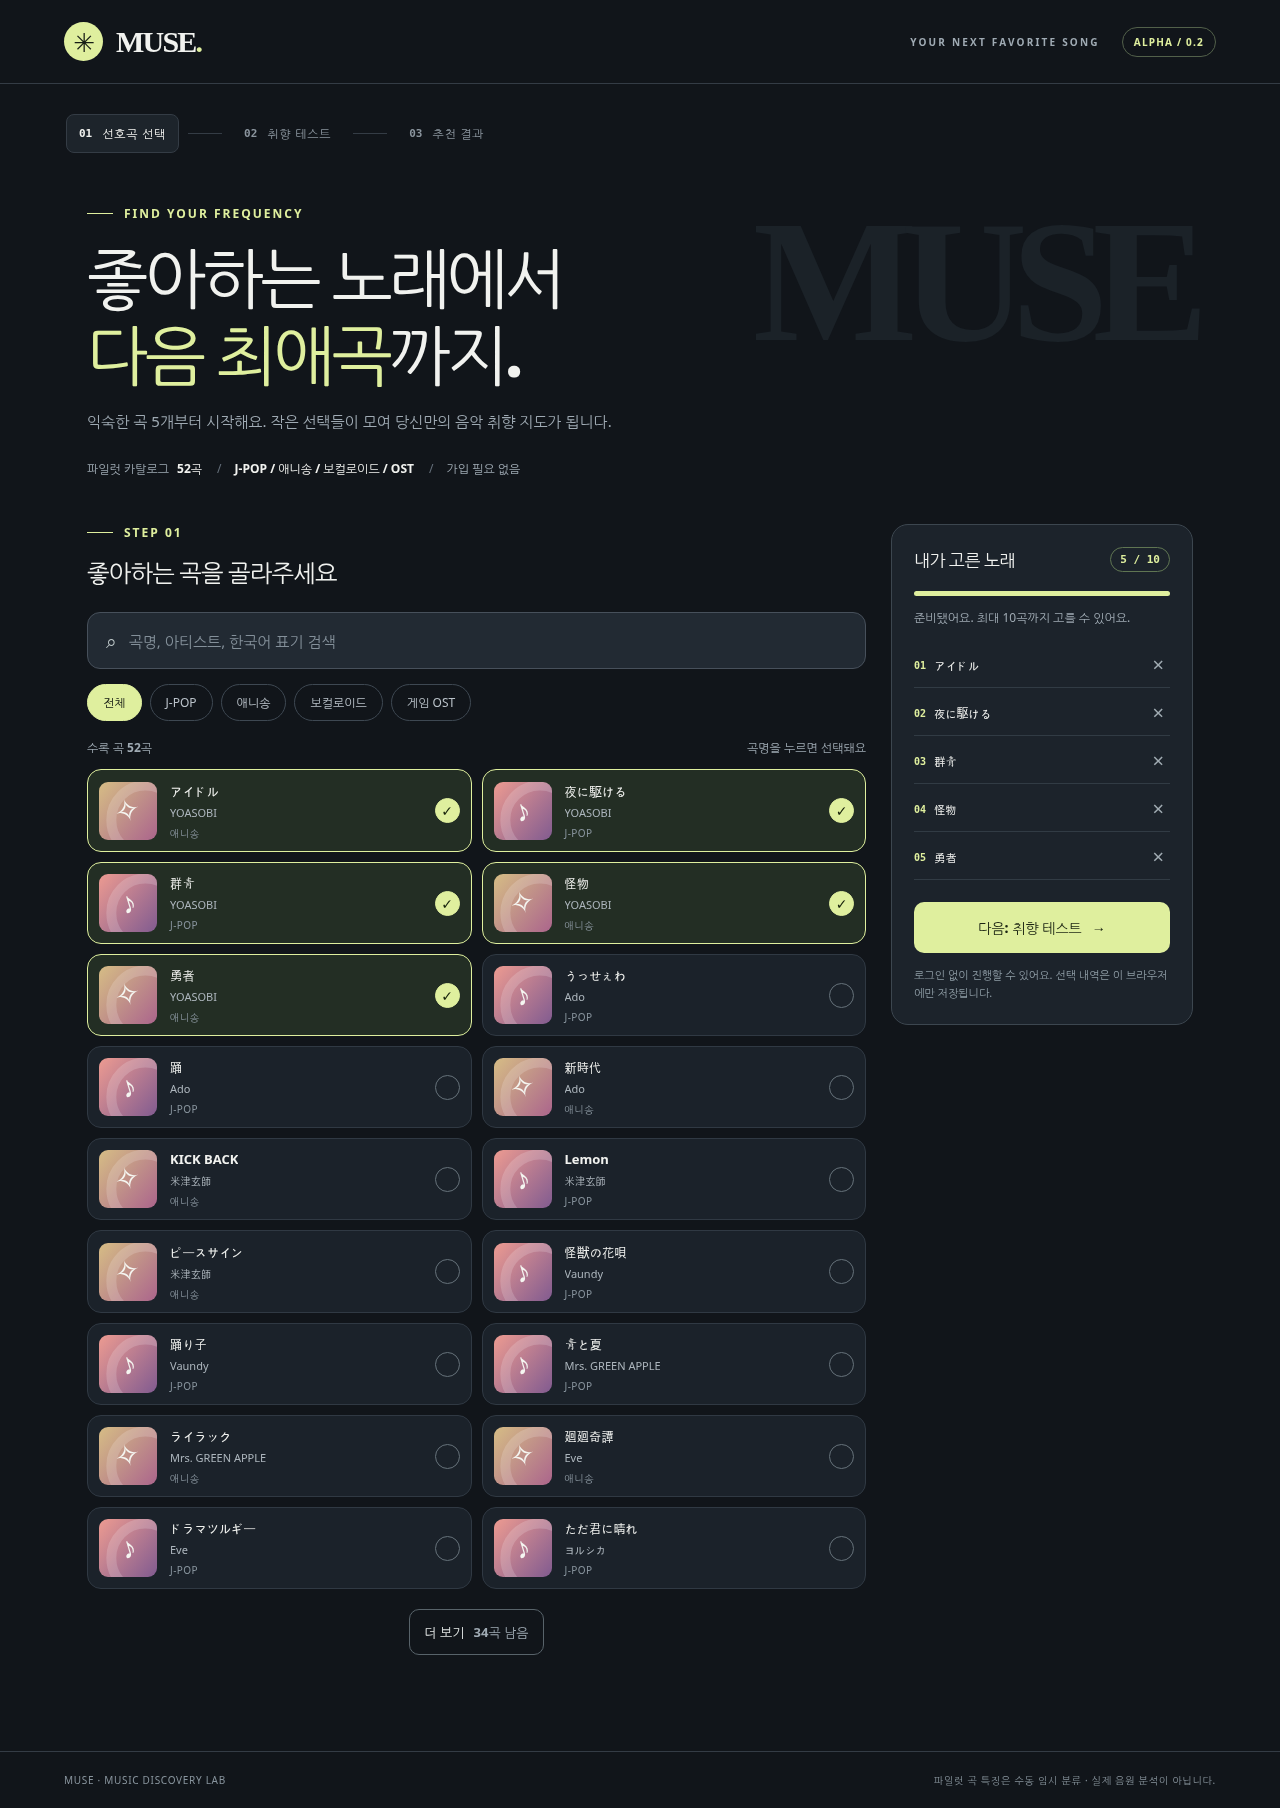 MUSE.
YOUR NEXT FAVORITE SONG
ALPHA / 0.2
01 선호곡 선택
02 취향 테스트
03 추천 결과
FIND YOUR FREQUENCY
MUSE
좋아하는 노래에서
다음 최애곡까지.
익숙한 곡 5개부터 시작해요. 작은 선택들이 모여 당신만의 음악 취향 지도가 됩니다.
파일럿 카탈로그 52곡 / J-POP / 애니송 / 보컬로이드 / OST / 가입 필요 없음
STEP 01
좋아하는 곡을 골라주세요
곡명, 아티스트, 한국어 표기 검색
전체
J-POP
애니송
보컬로이드
게임 OST
수록 곡 52곡
곡명을 누르면 선택돼요
アイドル
YOASOBI
애니송
夜に駆ける
YOASOBI
J-POP
群青
YOASOBI
J-POP
怪物
YOASOBI
애니송
勇者
YOASOBI
애니송
うっせぇわ
Ado
J-POP
踊
Ado
J-POP
新時代
Ado
애니송
KICK BACK
米津玄師
애니송
Lemon
米津玄師
J-POP
ピースサイン
米津玄師
애니송
怪獣の花唄
Vaundy
J-POP
踊り子
Vaundy
J-POP
青と夏
Mrs. GREEN APPLE
J-POP
ライラック
Mrs. GREEN APPLE
애니송
廻廻奇譚
Eve
애니송
ドラマツルギー
Eve
J-POP
ただ君に晴れ
ヨルシカ
J-POP
더 보기 34곡 남음
내가 고른 노래
5 / 10
준비됐어요. 최대 10곡까지 고를 수 있어요.
01 アイドル ×
02 夜に駆ける ×
03 群青 ×
04 怪物 ×
05 勇者 ×
다음: 취향 테스트 →
로그인 없이 진행할 수 있어요. 선택 내역은 이 브라우저
에만 저장됩니다.
MUSE · MUSIC DISCOVERY LAB
파일럿 곡 특징은 수동 임시 분류 · 실제 음원 분석이 아닙니다.